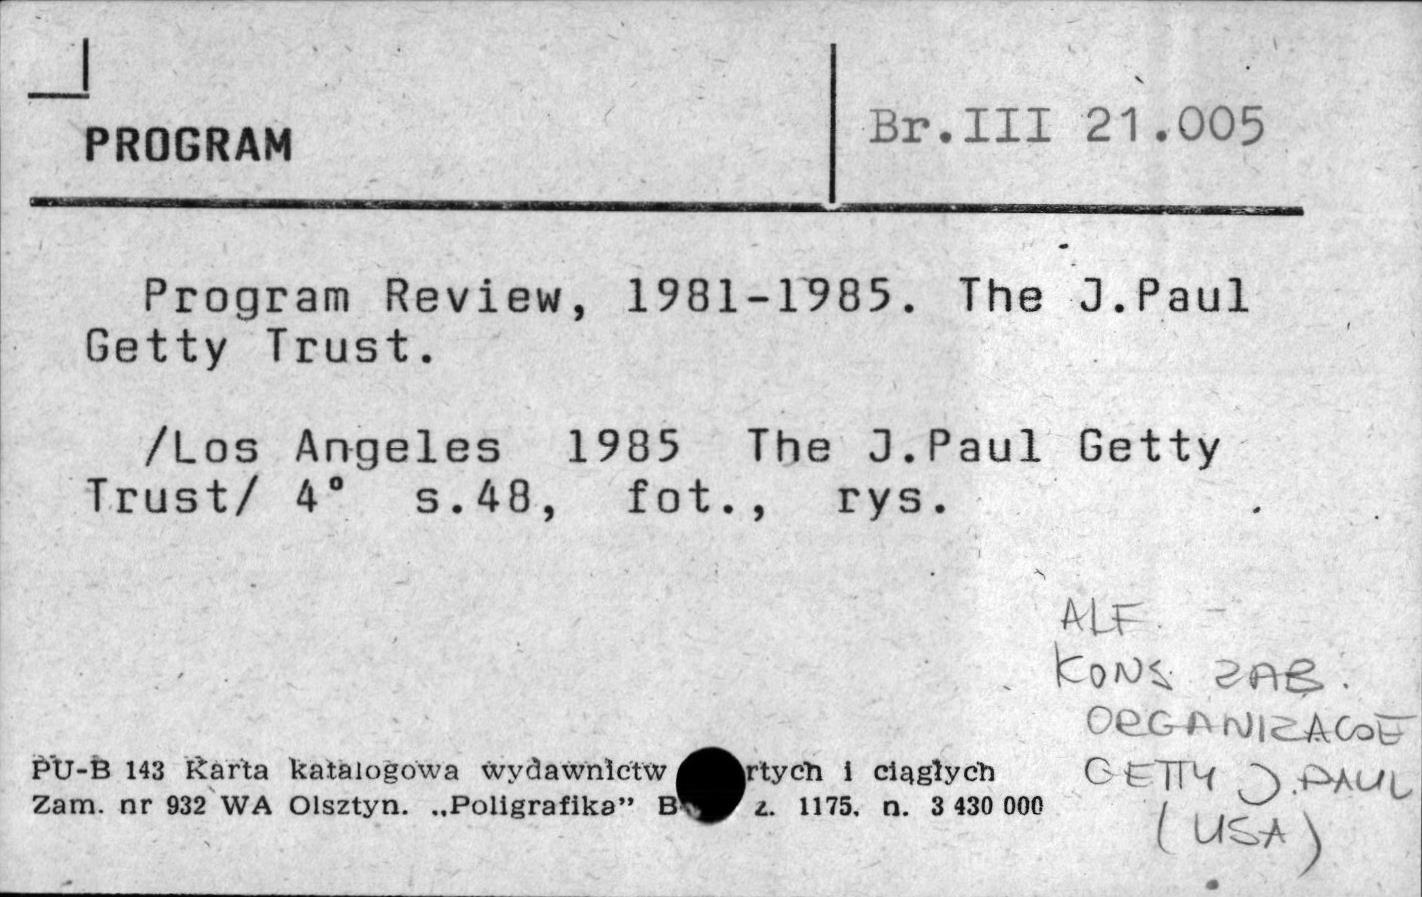 PROGRAM
Br.III 21.005
Program Review, 1981-1985. The J.Paul
Getty Trust.
/Los Angeles 1985 The J.Paul Getty
Trust/ 4° s.48, fot., rys.
ALF.
KONS. ZAB.
ORGANIZACJE
GETTY J.PAUL
(USA)
PU-B 143 Karta katalogowa wydawnictw rtych i ciągłych
Zam. nr 932 WA Olsztyn. „Poligrafika” B z. 1175. n. 3 430 000